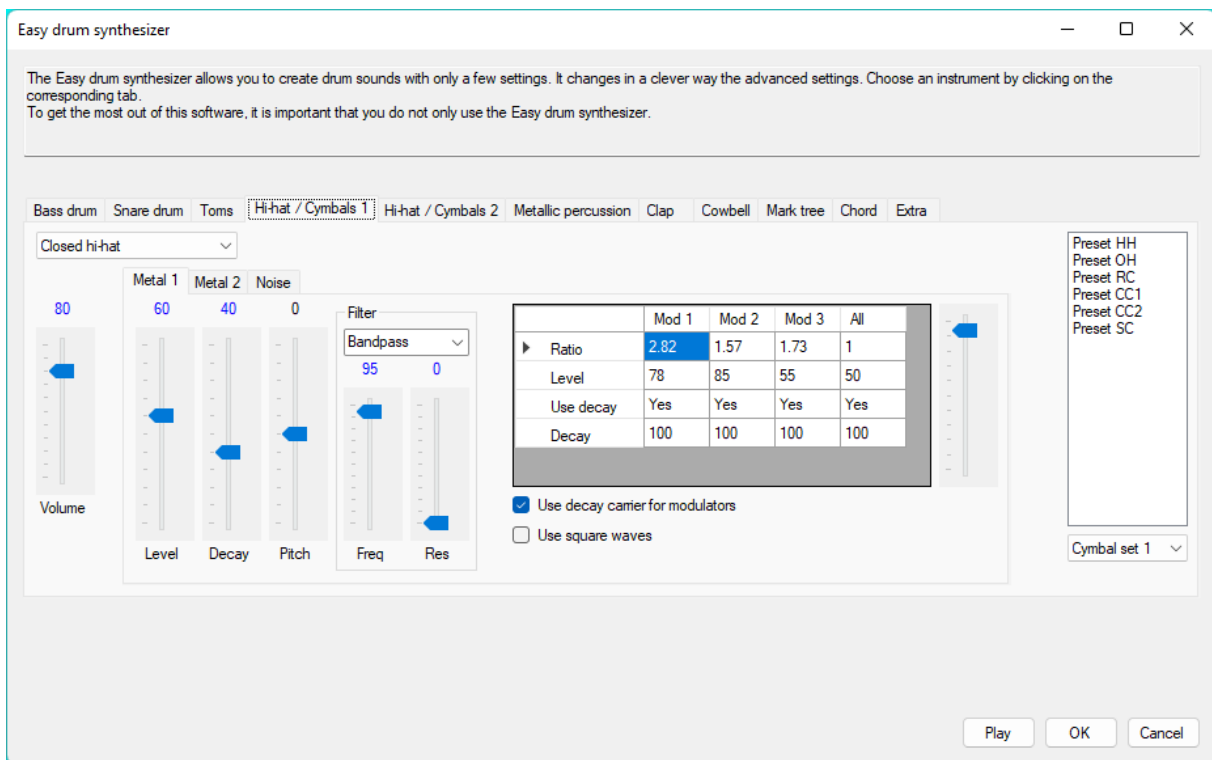 Easy drum synthesizer
The Easy drum synthesizer allows you to create drum sounds with only a few settings. It changes in a clever way the advanced settings. Choose an instrument by clicking on the
corresponding tab.
To get the most out of this software, it is important that you do not only use the Easy drum synthesizer.
Bass drum Snare drum Toms Hi-hat / Cymbals 1 Hi-hat / Cymbals 2 Metallic percussion Clap Cowbell Mark tree Chord Extra
Closed hi-hat
Metal 1 Metal 2 Noise
80 60 40 0
Volume Level Decay Pitch
Filter
Bandpass
95 0
Freq Res
Mod 1 Mod 2 Mod 3 All
Ratio 2.82 1.57 1.73 1
Level 78 85 55 50
Use decay Yes Yes Yes Yes
Decay 100 100 100 100
Use decay carrier for modulators
Use square waves
Preset HH
Preset OH
Preset RC
Preset CC1
Preset CC2
Preset SC
Cymbal set 1
Play OK Cancel